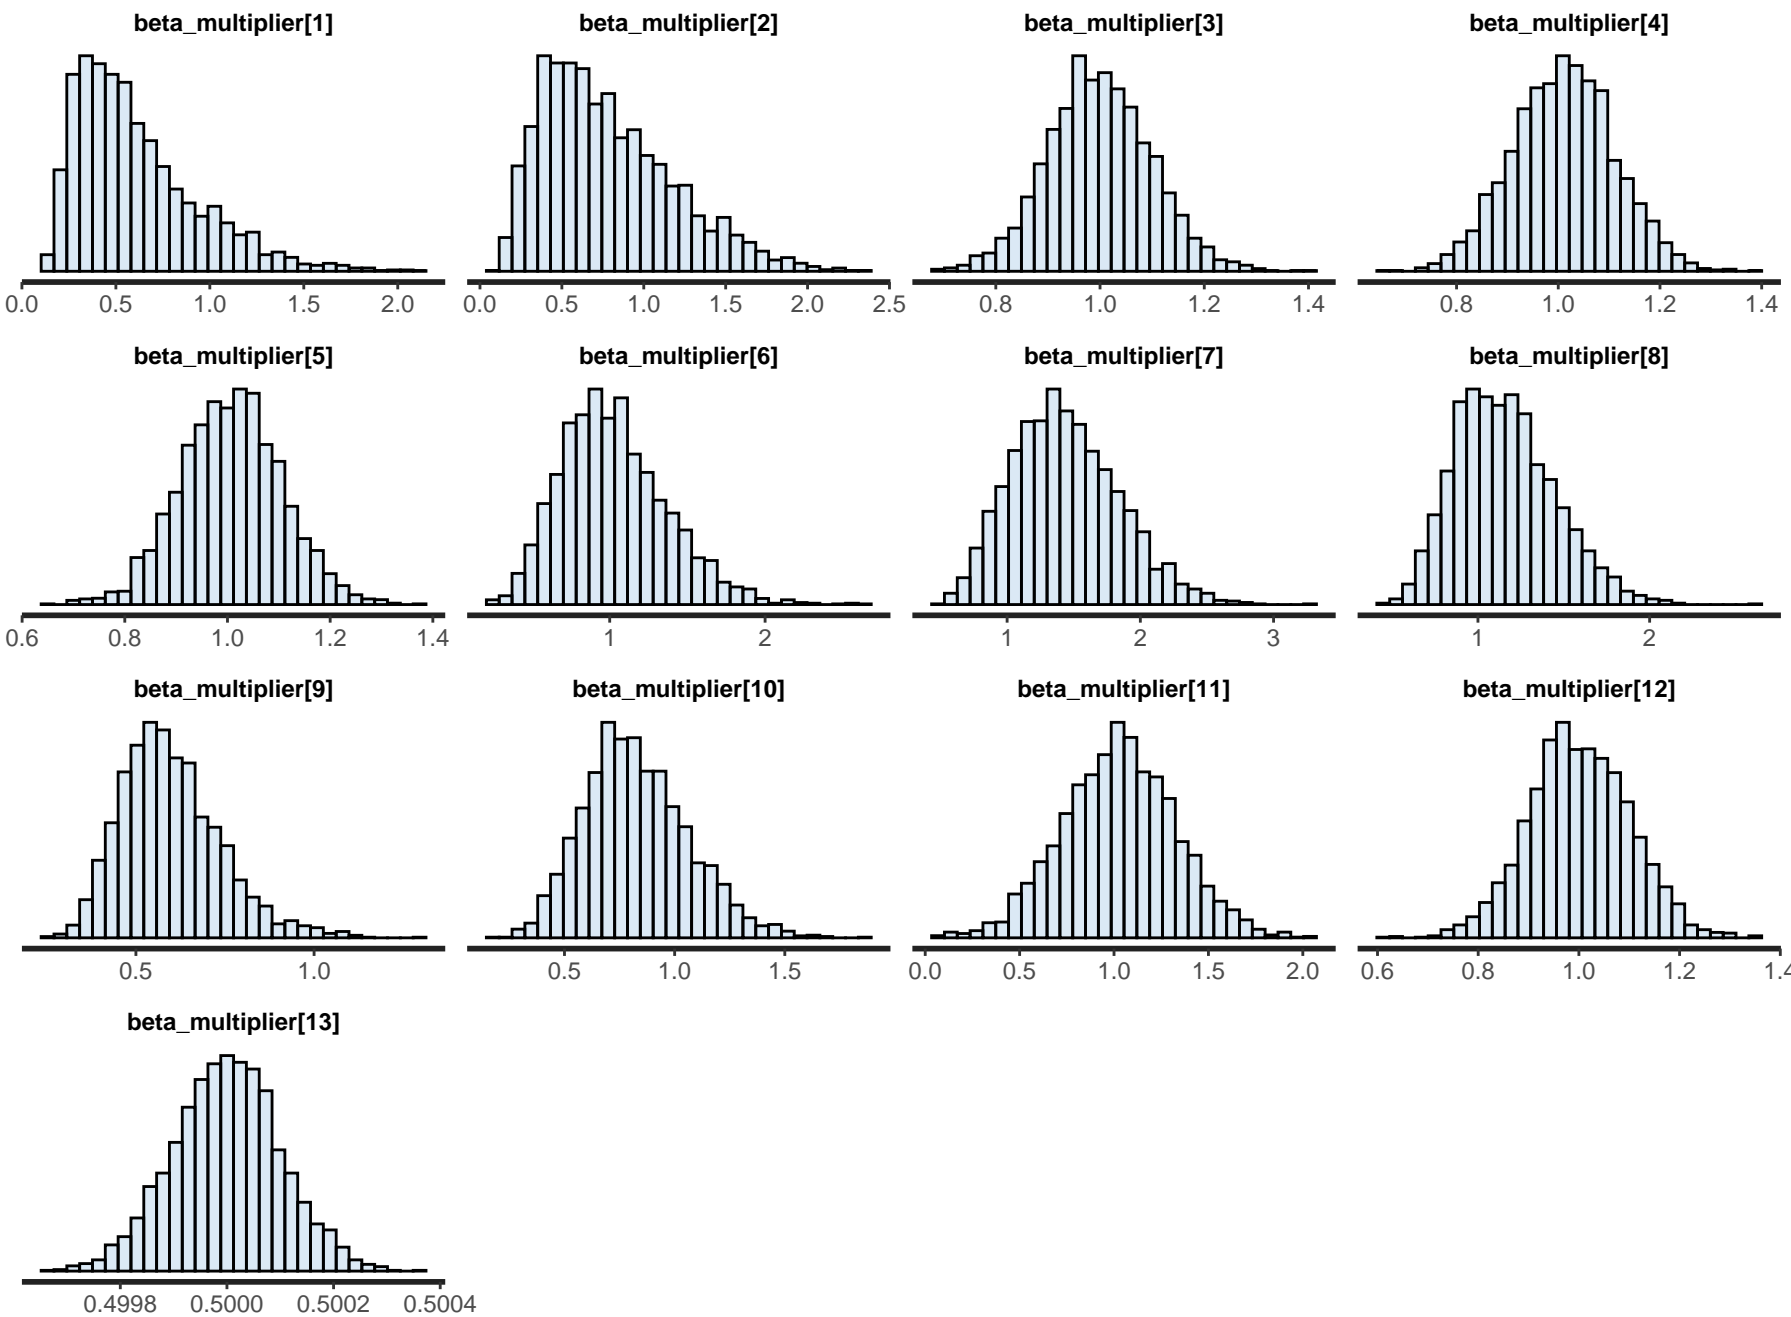 beta_multiplier[1] beta_multiplier[2] beta_multiplier[3] beta_multiplier[4]
0.0 0.5 1.0 1.5 2.0 0.0 0.5 1.0 1.5 2.0 2.5 0.8 1.0 1.2 1.4 0.8 1.0 1.2 1.4
beta_multiplier[5] beta_multiplier[6] beta_multiplier[7] beta_multiplier[8]
0.6 0.8 1.0 1.2 1.4 1 2 1 2 3 1 2
beta_multiplier[9] beta_multiplier[10] beta_multiplier[11] beta_multiplier[12]
0.5 1.0 0.5 1.0 1.5 0.0 0.5 1.0 1.5 2.0 0.6 0.8 1.0 1.2 1.4
beta_multiplier[13]
0.4998 0.5000 0.5002 0.5004